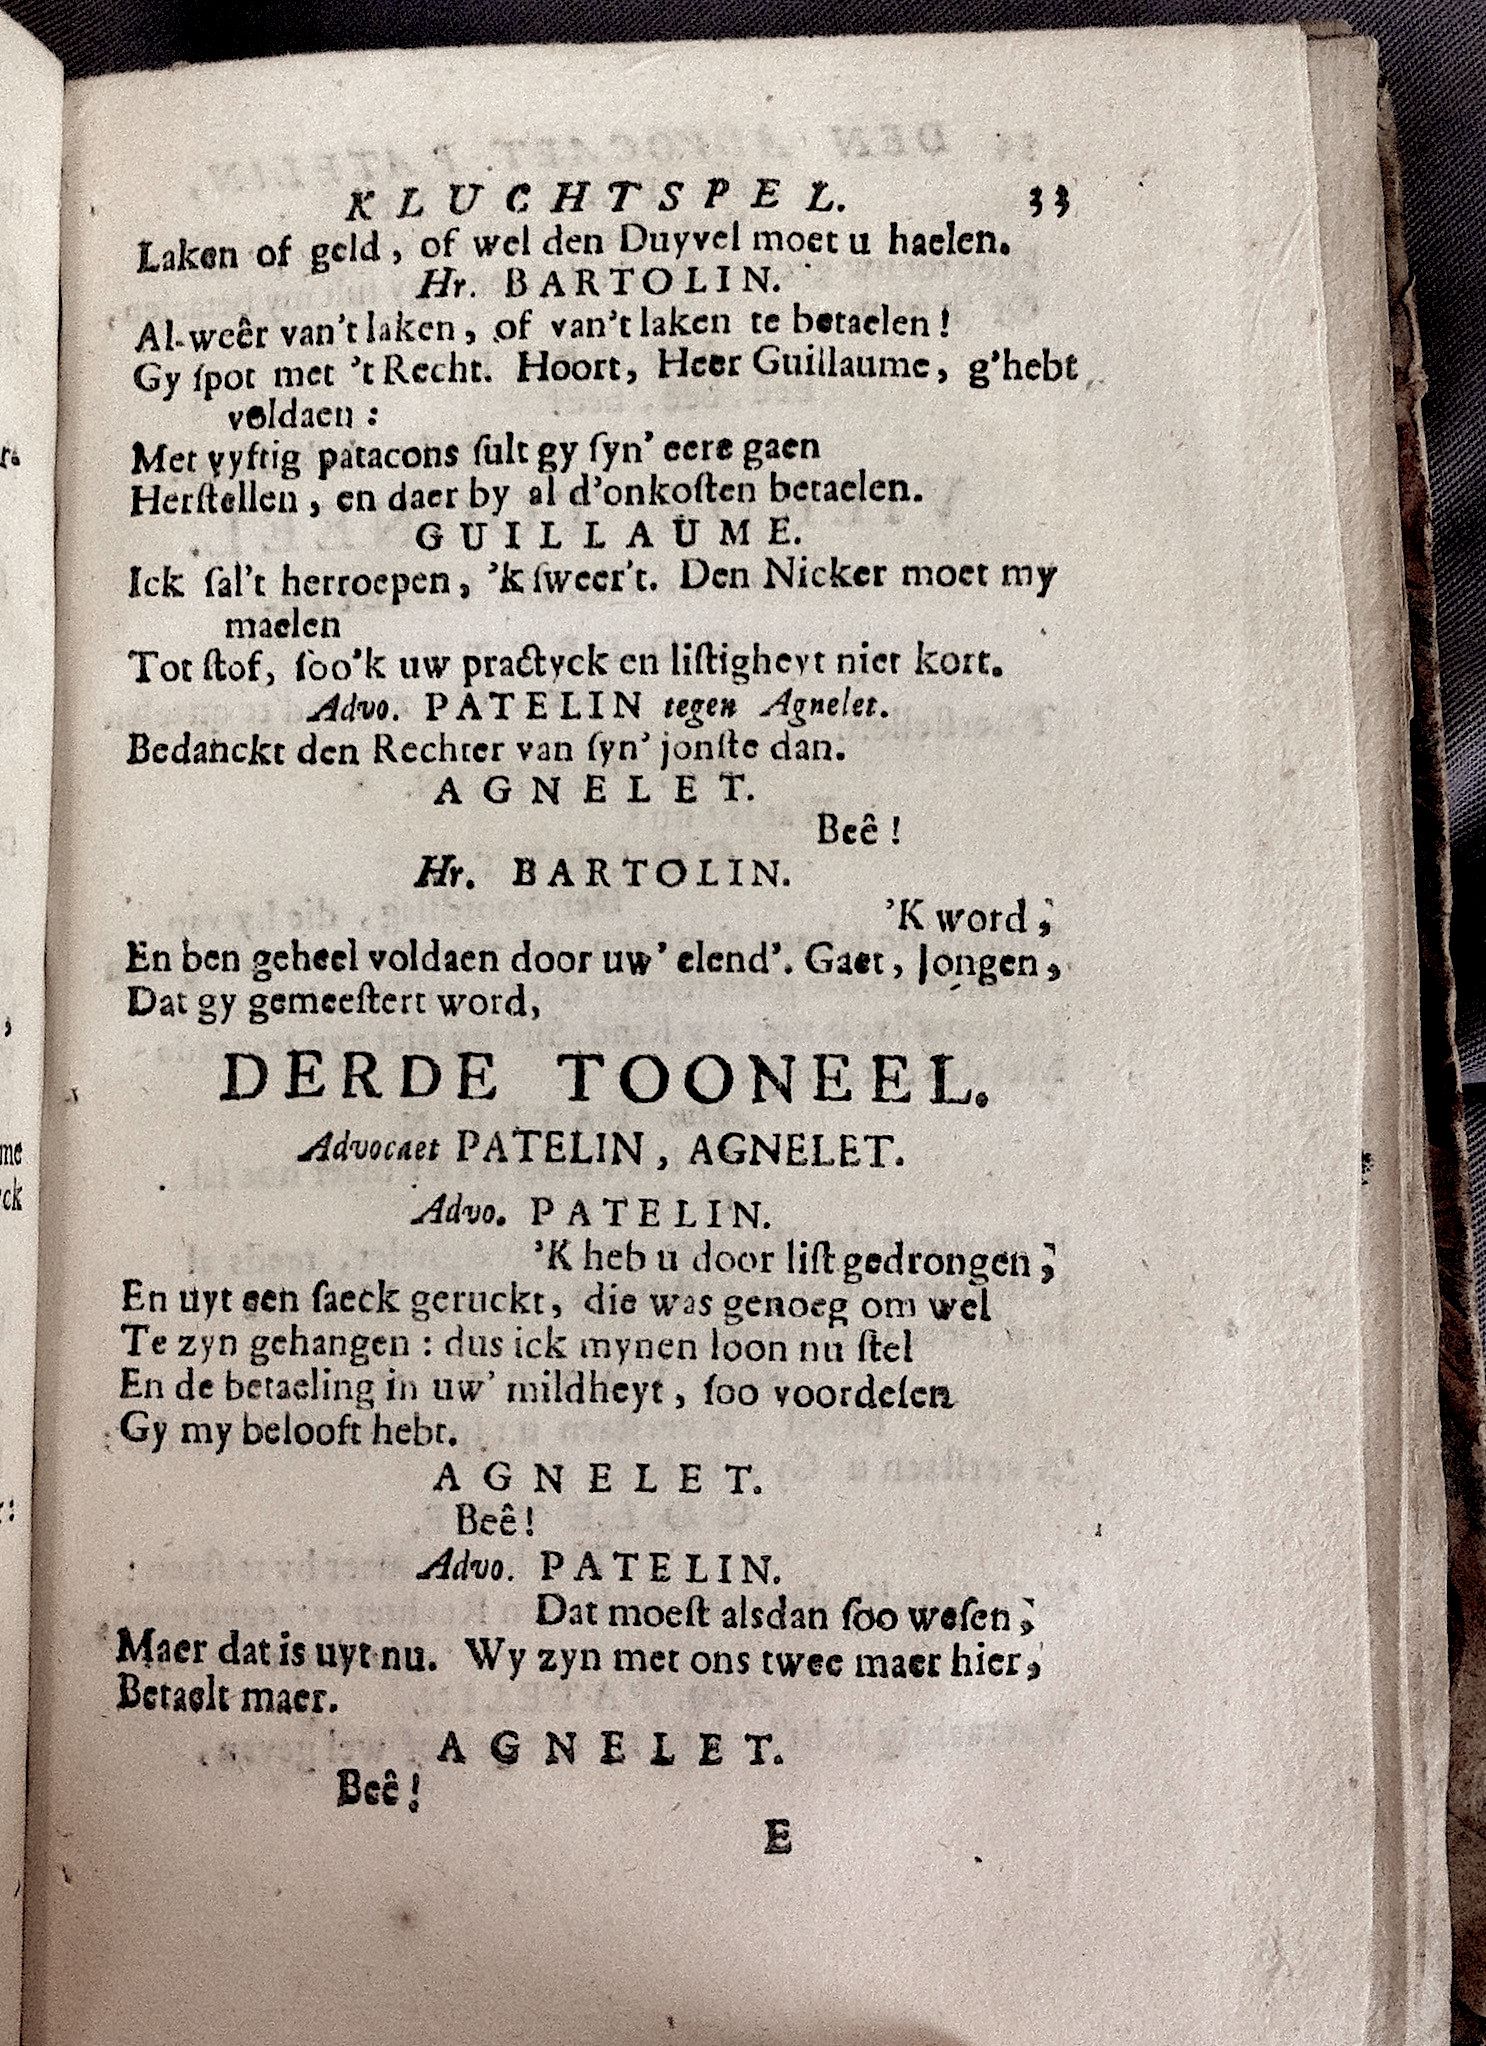 KLUCHTSPEL. 33
Laken of geld, of wel den Duyvel moet u haelen.
Hr. BARTOLIN.
Al-weêr van't laken, of van't laken te betaelen!
Gy ſpot met 't Recht. Hoort, Heer Guillaume, g'hebt
voldaen:
Met vyftig patacons ſult gy ſyn' eere gaen
Herſtellen, en daer by al d'onkoſten betaelen.
GUILLAUME.
Ick ſal't herroepen, 'k ſweer't. Den Nicker moet my
maelen
Tot ſtof, ſoo'k uw practyck en liſtigheyt niet kort.
Advo. PATELIN tegen Agnelet.
Bedanckt den Rechter van ſyn' jonſte dan.
AGNELET.
Beê!
Hr. BARTOLIN.
'K word,
En ben geheel voldaen door uw' elend'. Gaet, Jongen,
Dat gy gemeeſtert word,
DERDE TOONEEL.
Advocaet PATELIN, AGNELET.
Advo. PATELIN.
'K heb u door liſt gedrongen,
En uyt een ſaeck geruckt, die was genoeg om wel
Te zyn gehangen: dus ick mynen loon nu ſtel
En de betaeling in uw' mildheyt, ſoo voordeſen
Gy my belooft hebt.
AGNELET.
Beê!
Advo. PATELIN.
Dat moeſt alsdan ſoo weſen,
Maer dat is uyt nu. Wy zyn met ons twee maer hier,
Betaelt maer.
AGNELET.
Beê!
E